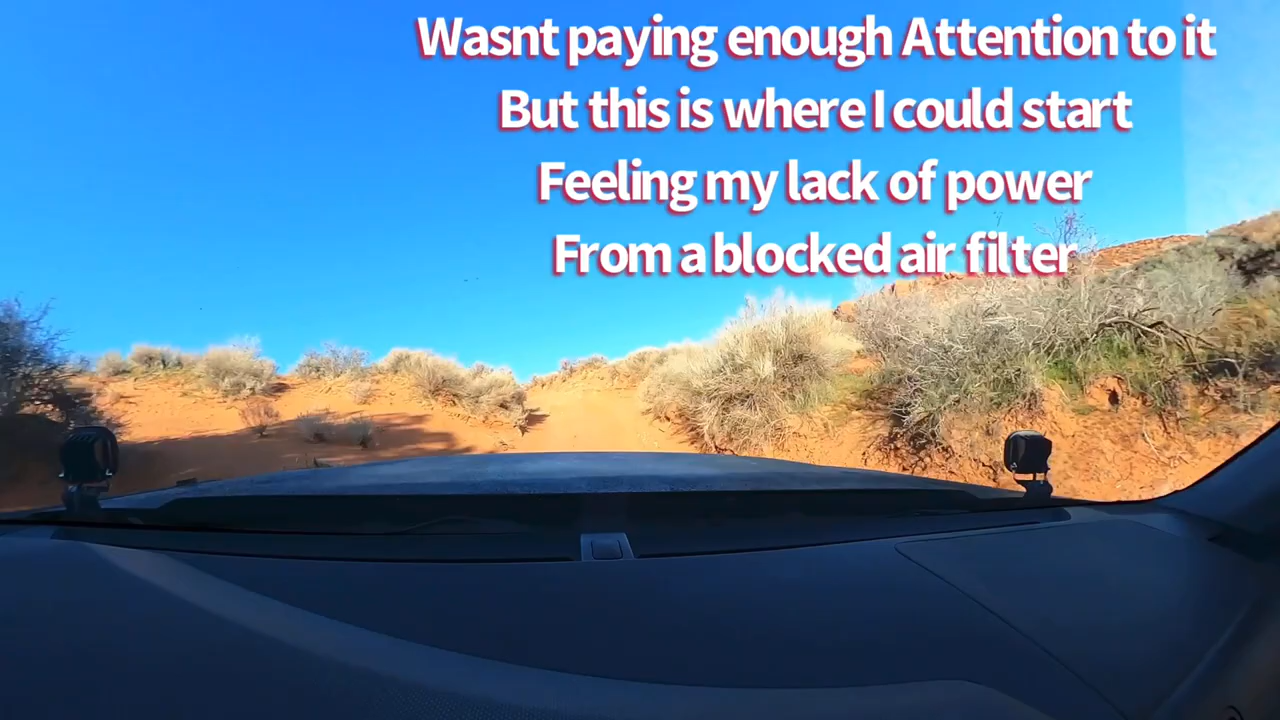 Wasnt paying enough Attention to it
But this is where I could start
Feeling my lack of power
From a blocked air filter